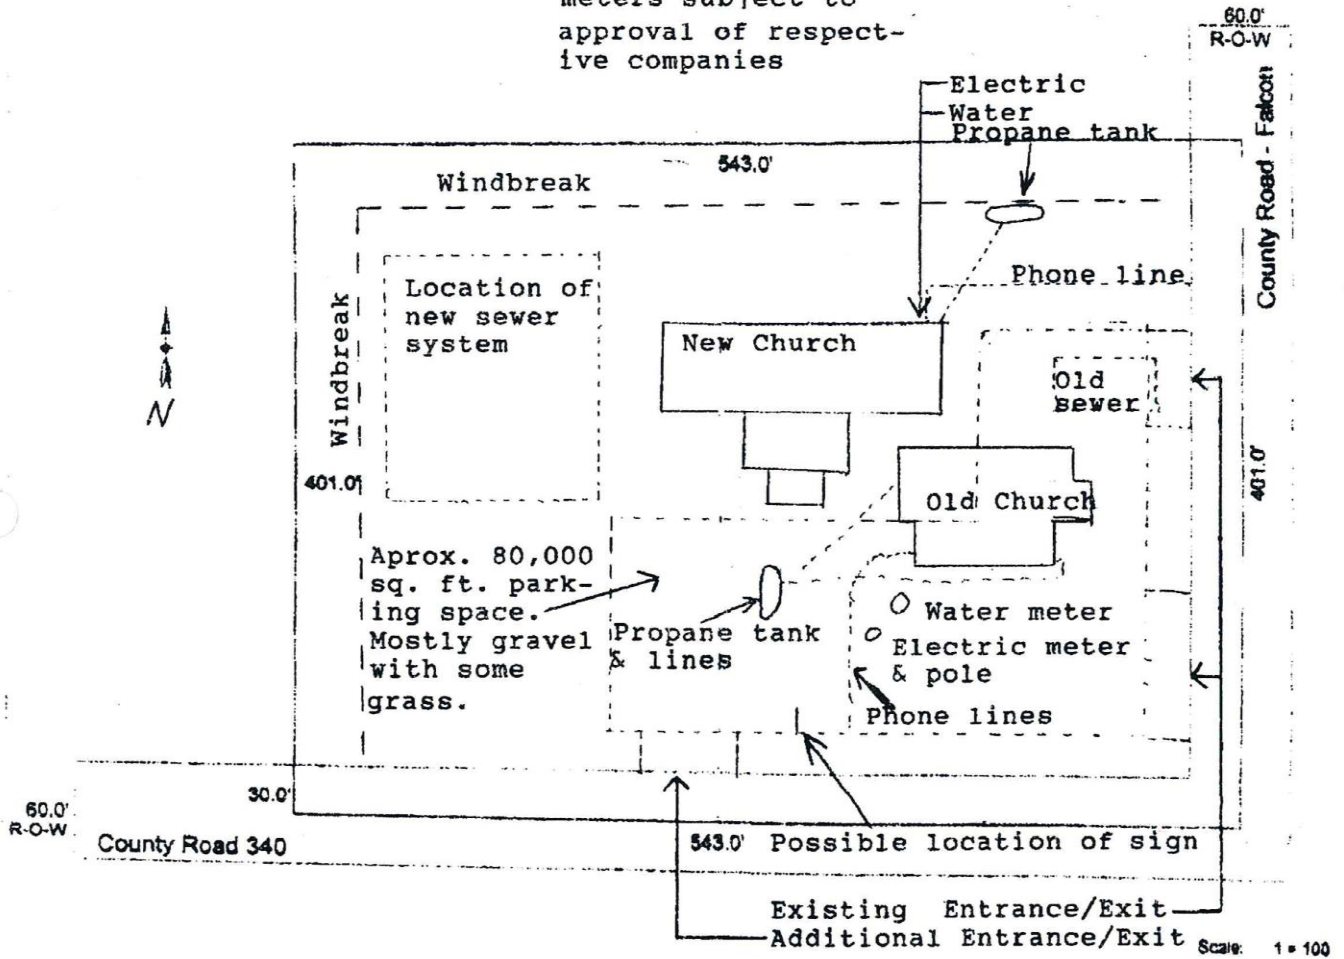 meters subject to
approval of respect-
ive companies
60.0'
R-O-W
County Road - Falcon
Electric
Water
Propane tank
543.0'
Windbreak
Phone line
Location of
new sewer
system
Windbreak
New Church
Old
sewer
N
401.0'
401.0'
Old Church
Aprox. 80,000
sq. ft. park-
ing space.
Mostly gravel
with some
grass.
Propane tank
& lines
Water meter
Electric meter
& pole
Phone lines
30.0'
60.0'
R-O-W
County Road 340
543.0'
Possible location of sign
Existing Entrance/Exit
Additional Entrance/Exit
Scale: 1 = 100